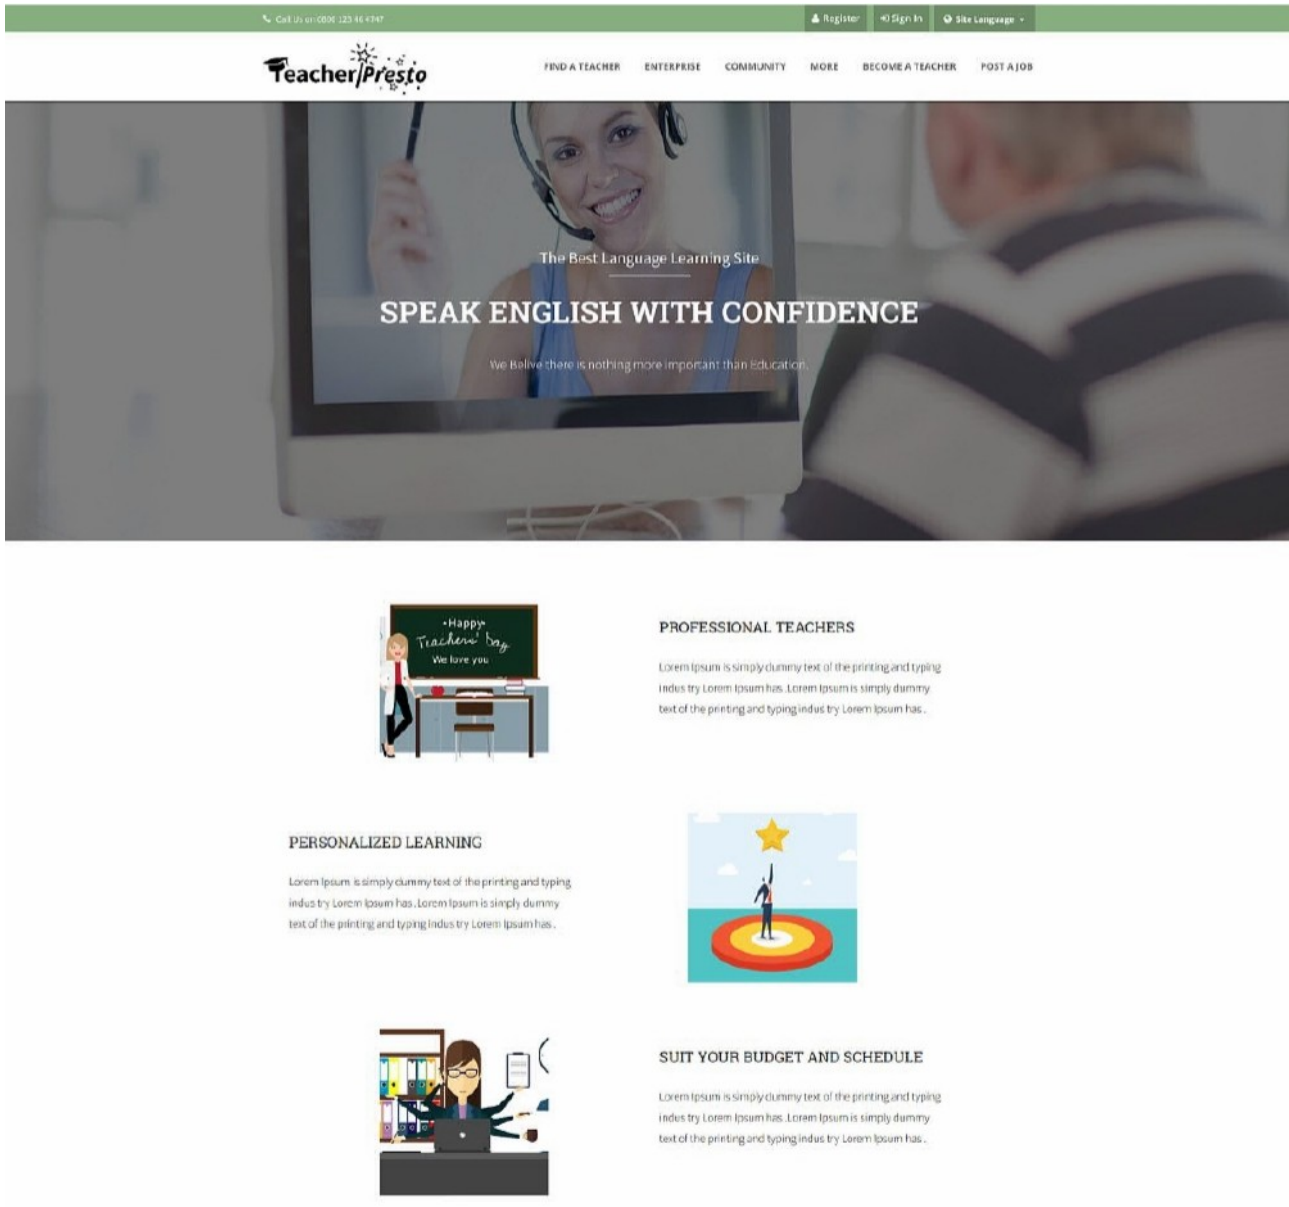 Call Us on 0800 123 46 4747
Register
Sign In
Site Language
Teacher Presto
FIND A TEACHER
ENTERPRISE
COMMUNITY
MORE
BECOME A TEACHER
POST A JOB
The Best Language Learning Site
SPEAK ENGLISH WITH CONFIDENCE
We Belive there is nothing more important than Education.
•Happy•
Teachers' Day
We love you
PROFESSIONAL TEACHERS
Lorem Ipsum is simply dummy text of the printing and typing
indus try Lorem Ipsum has .Lorem Ipsum is simply dummy
text of the printing and typing indus try Lorem Ipsum has .
PERSONALIZED LEARNING
Lorem Ipsum is simply dummy text of the printing and typing
indus try Lorem Ipsum has .Lorem Ipsum is simply dummy
text of the printing and typing indus try Lorem Ipsum has .
SUIT YOUR BUDGET AND SCHEDULE
Lorem Ipsum is simply dummy text of the printing and typing
indus try Lorem Ipsum has .Lorem Ipsum is simply dummy
text of the printing and typing indus try Lorem Ipsum has .